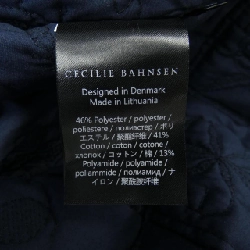 CECILIE BAHNSEN
Designed in Denmark
Made in Lithuania
46% Polyester / polyester /
poliestere / полиэстер / ポリ
エステル / 聚酯纖维 / 41%
Cotton / coton / cotone /
хлопок / コットン / 棉 / 13%
Polyamide / polyamide /
poliammide / полиамид / ナ
イロン / 聚酰胺纤维